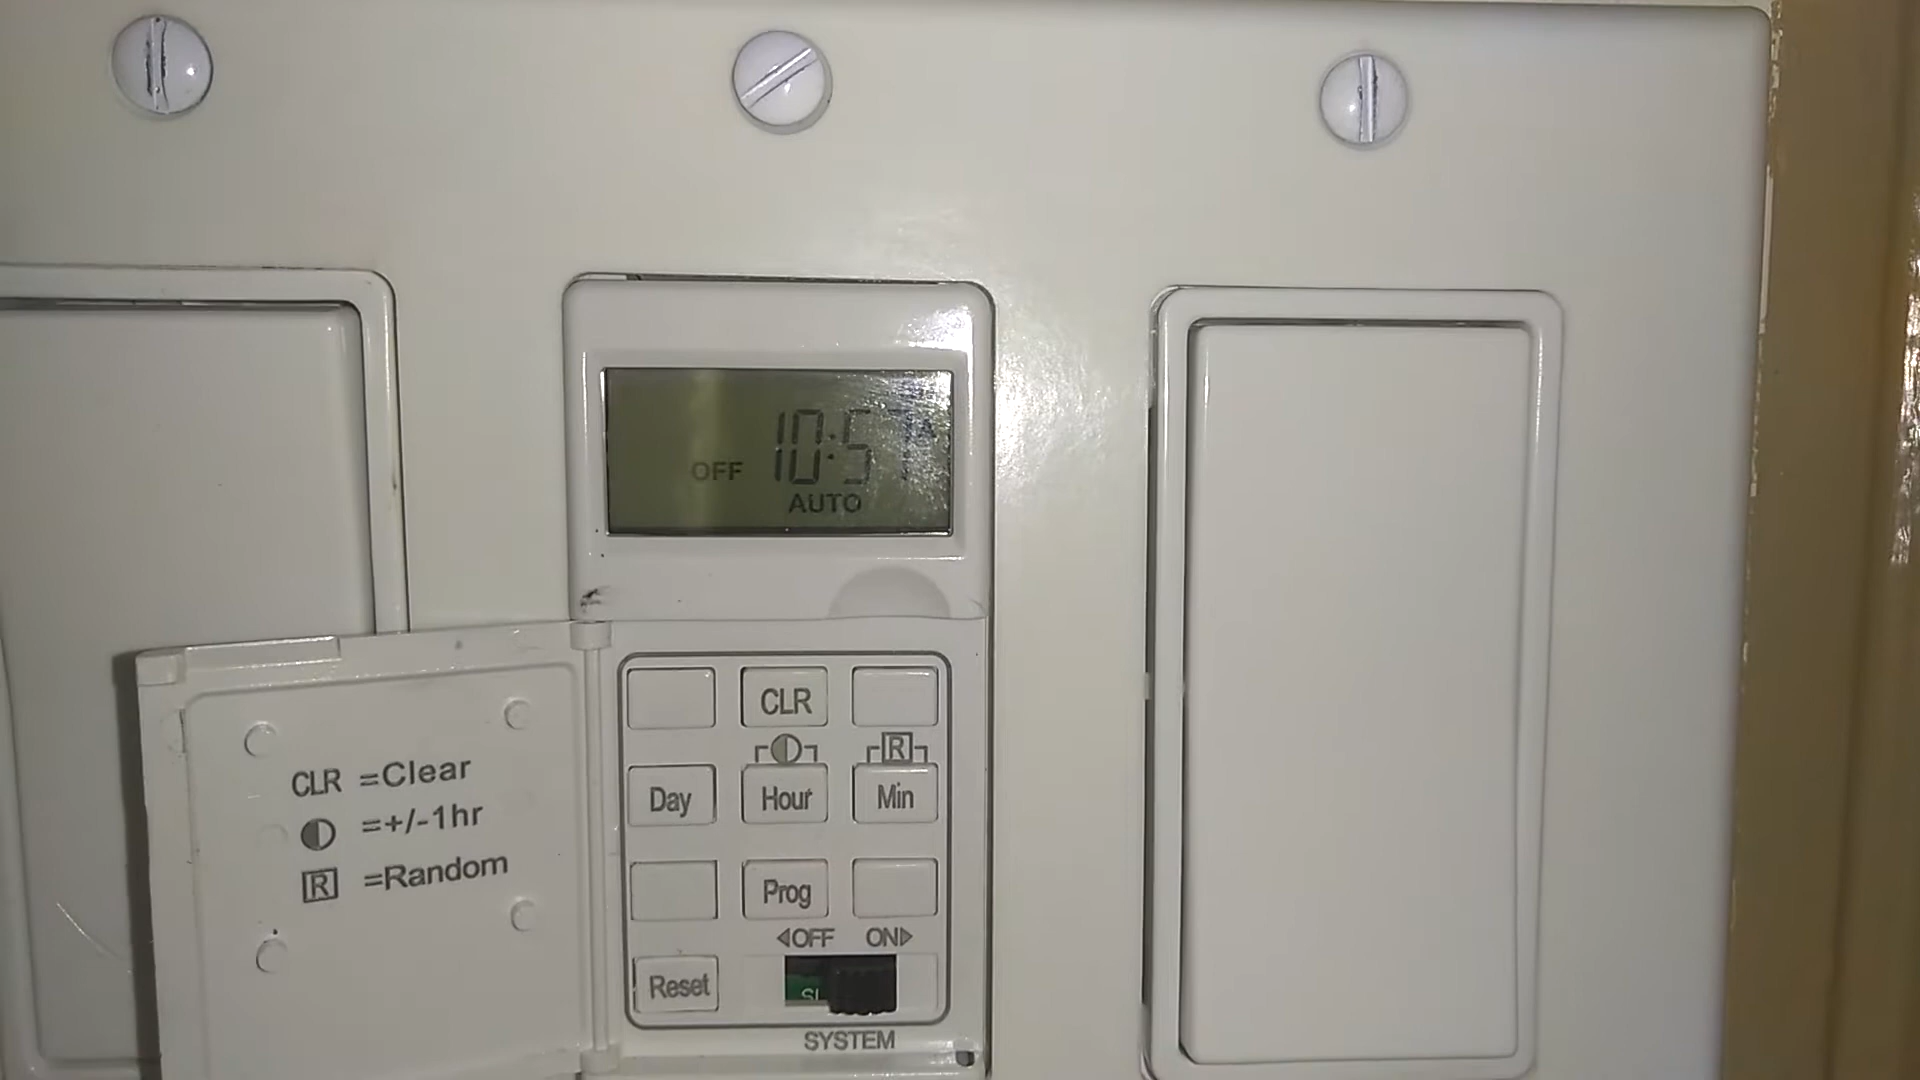 10:57
OFF
AUTO
CLR
CLR =Clear
=+/-1hr
R =Random
R
Day Hour Min
Prog
OFF ON
Reset
SYSTEM